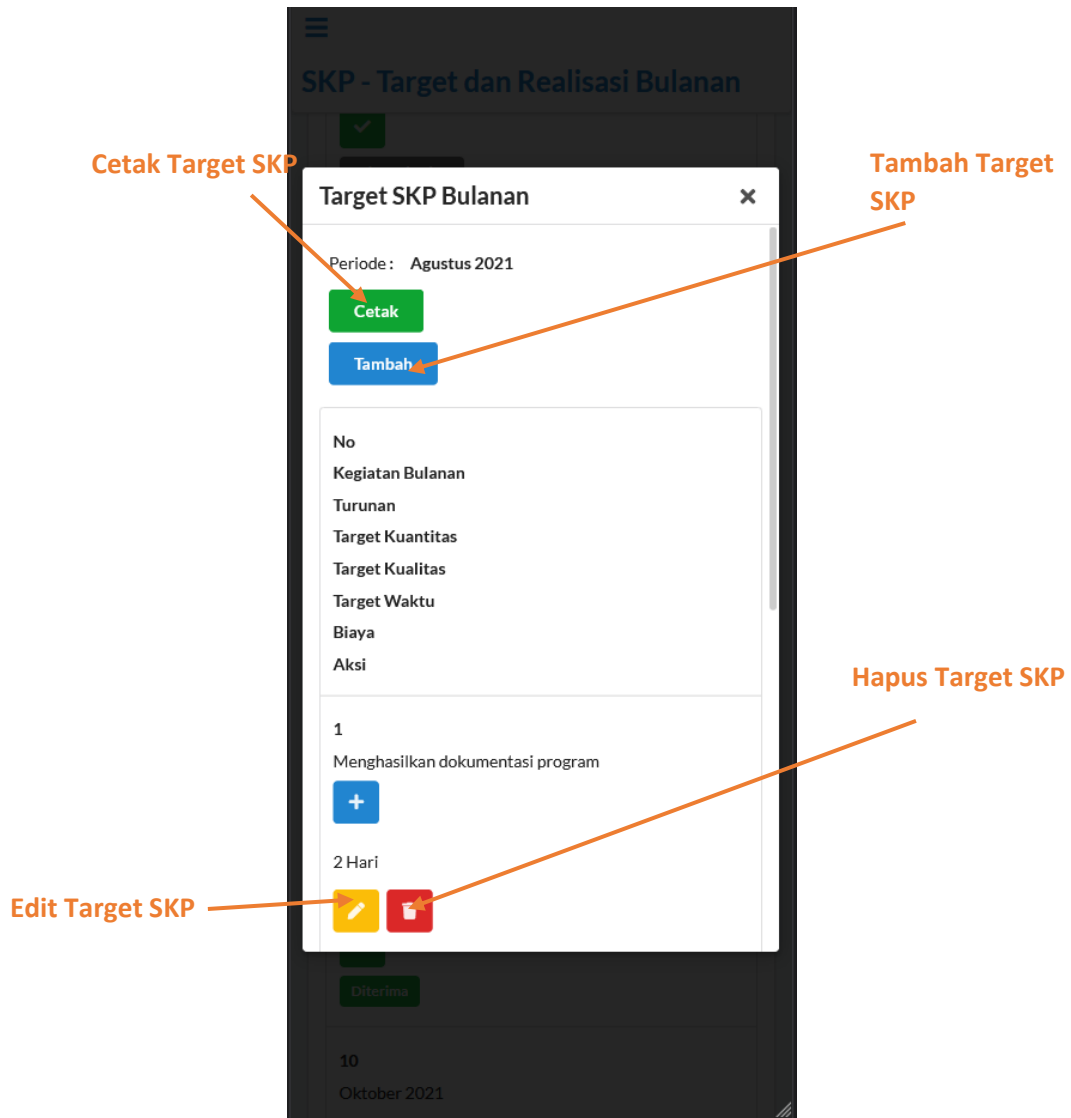 SKP - Target dan Realisasi Bulanan
Cetak Target SKP
Tambah Target
SKP
Target SKP Bulanan
Periode : Agustus 2021
Cetak
Tambah
No
Kegiatan Bulanan
Turunan
Target Kuantitas
Target Kualitas
Target Waktu
Biaya
Aksi
Hapus Target SKP
1
Menghasilkan dokumentasi program
2 Hari
Edit Target SKP
Diterima
10
Oktober 2021